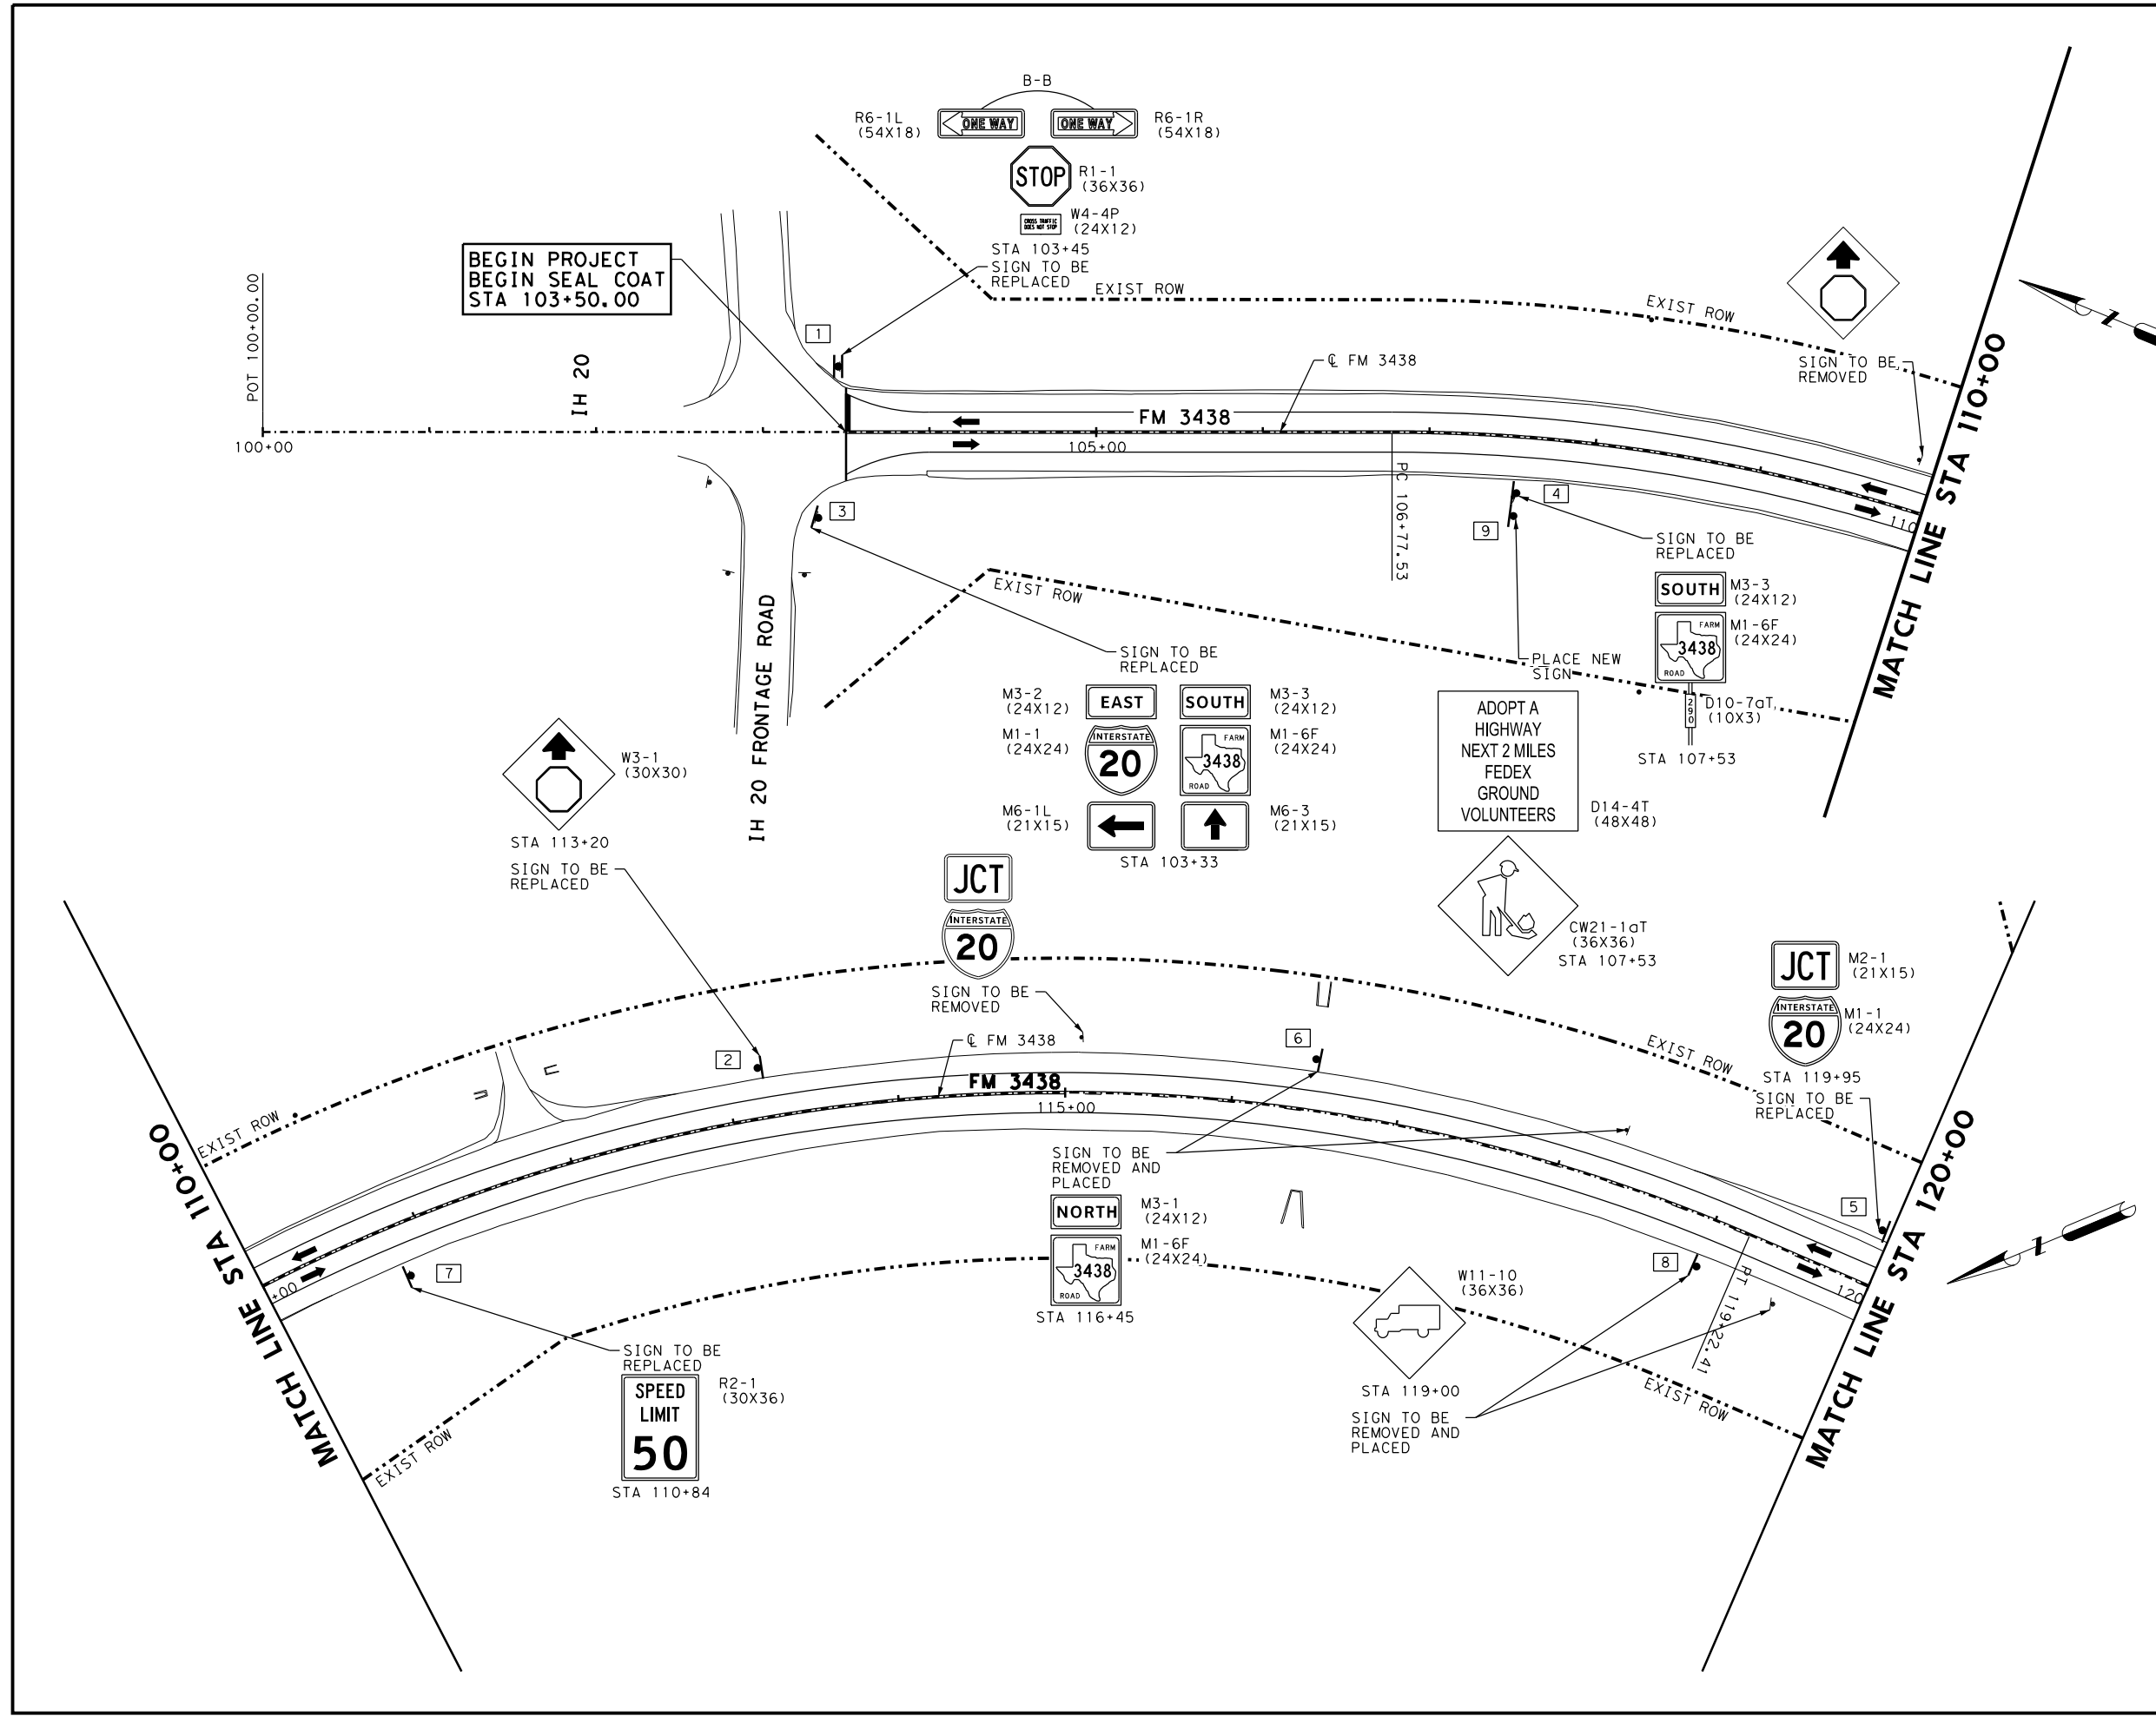 B-B
R6-1L
(54X18)
ONE WAY
ONE WAY
R6-1R
(54X18)
STOP
R1-1
(36X36)
CROSS TRAFFIC
DOES NOT STOP
W4-4P
(24X12)
STA 103+45
SIGN TO BE
REPLACED
BEGIN PROJECT
BEGIN SEAL COAT
STA 103+50.00
POT 100+00.00
IH 20
1
EXIST ROW
EXIST ROW
SIGN TO BE
REMOVED
℄ FM 3438
FM 3438
100+00
105+00
110
PC 106+77.53
MATCH LINE STA 110+00
Z
3
4
9
SIGN TO BE
REPLACED
EXIST ROW
SOUTH
M3-3
(24X12)
FARM
3438
ROAD
M1-6F
(24X24)
290
D10-7aT
(10X3)
STA 107+53
PLACE NEW
SIGN
SIGN TO BE
REPLACED
M3-2
(24X12)
EAST
SOUTH
M3-3
(24X12)
M1-1
(24X24)
INTERSTATE
20
FARM
3438
ROAD
M1-6F
(24X24)
M6-1L
(21X15)
M6-3
(21X15)
STA 103+33
ADOPT A
HIGHWAY
NEXT 2 MILES
FEDEX
GROUND
VOLUNTEERS
D14-4T
(48X48)
CW21-1aT
(36X36)
STA 107+53
IH 20 FRONTAGE ROAD
W3-1
(30X30)
STA 113+20
SIGN TO BE
REPLACED
JCT
INTERSTATE
20
SIGN TO BE
REMOVED
JCT
M2-1
(21X15)
INTERSTATE
20
M1-1
(24X24)
STA 119+95
SIGN TO BE
REPLACED
2
6
℄ FM 3438
FM 3438
115+00
EXIST ROW
EXIST ROW
MATCH LINE STA 110+00
+00
7
SIGN TO BE
REMOVED AND
PLACED
NORTH
M3-1
(24X12)
FARM
3438
ROAD
M1-6F
(24X24)
STA 116+45
5
8
120
PT 119+22.41
MATCH LINE STA 120+00
Z
W11-10
(36X36)
STA 119+00
SIGN TO BE
REMOVED AND
PLACED
EXIST ROW
SIGN TO BE
REPLACED
SPEED
LIMIT
50
R2-1
(30X36)
STA 110+84
EXIST ROW